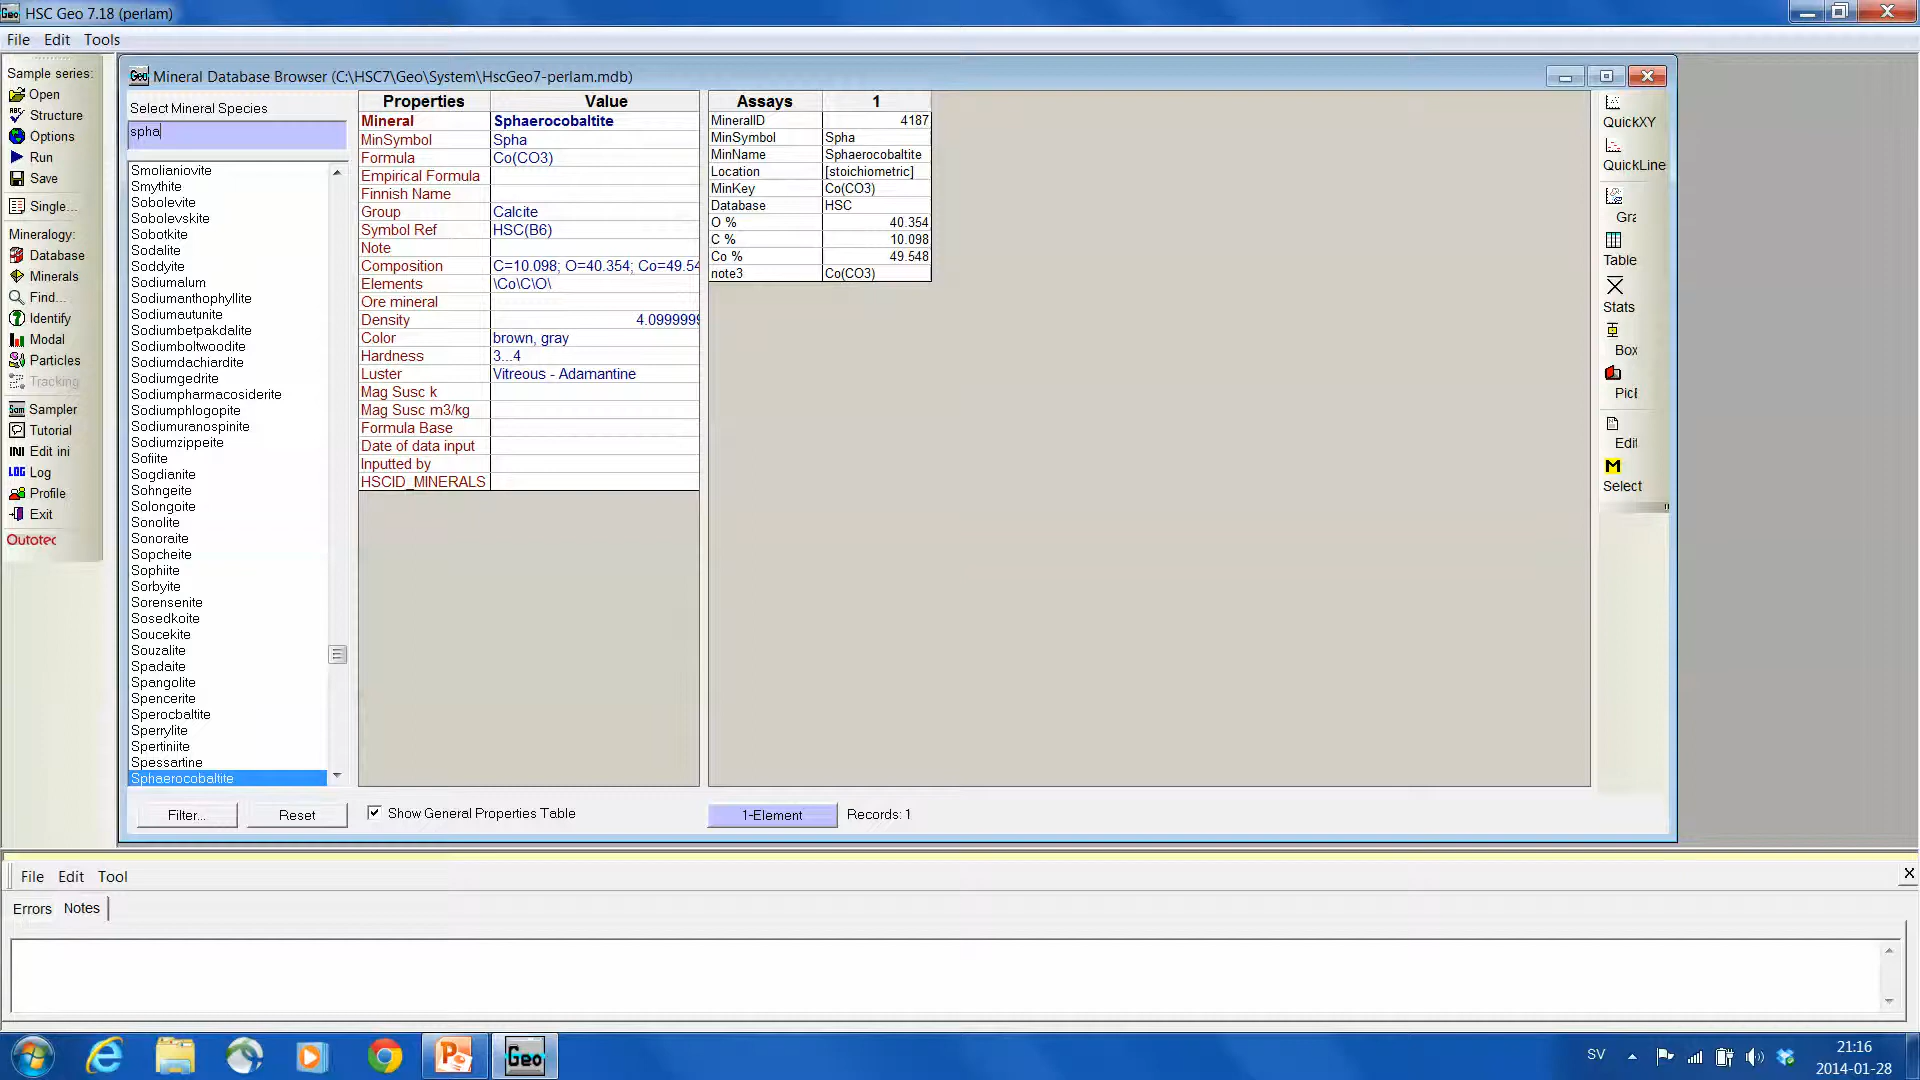 HSC Geo 7.18 (perlam)
File Edit Tools
Sample series:
Open
Structure
Options
Run
Save
Single...
Mineralogy:
Database
Minerals
Find...
Identify
Modal
Particles
Tracking
Sampler
Tutorial
Edit ini
Log
Profile
Exit
Outotec
Mineral Database Browser (C:\HSC7\Geo\System\HscGeo7-perlam.mdb)
Select Mineral Species
spha
Smolianiovite
Smythite
Sobolevite
Sobolevskite
Sobotkite
Sodalite
Soddyite
Sodiumalum
Sodiumanthophyllite
Sodiumautunite
Sodiumbetpakdalite
Sodiumboltwoodite
Sodiumdachiardite
Sodiumgedrite
Sodiumpharmacosiderite
Sodiumphlogopite
Sodiumuranospinite
Sodiumzippeite
Sofiite
Sogdianite
Sohngeite
Solongoite
Sonolite
Sonoraite
Sopcheite
Sophiite
Sorbyite
Sorensenite
Sosedkoite
Soucekite
Souzalite
Spadaite
Spangolite
Spencerite
Sperocbaltite
Sperrylite
Spertiniite
Spessartine
Sphaerocobaltite
Filter... Reset
Properties Value
Mineral Sphaerocobaltite
MinSymbol Spha
Formula Co(CO3)
Empirical Formula
Finnish Name
Group Calcite
Symbol Ref HSC(B6)
Note
Composition C=10.098; O=40.354; Co=49.54
Elements \Co\C\O\
Ore mineral
Density 4.0999999
Color brown, gray
Hardness 3...4
Luster Vitreous - Adamantine
Mag Susc k
Mag Susc m3/kg
Formula Base
Date of data input
Inputted by
HSCID_MINERALS
Show General Properties Table
Assays 1
MineralID 4187
MinSymbol Spha
MinName Sphaerocobaltite
Location [stoichiometric]
MinKey Co(CO3)
Database HSC
O % 40.354
C % 10.098
Co % 49.548
note3 Co(CO3)
1-Element Records: 1
QuickXY
QuickLine
Gra
Table
Stats
Box
PicE
Edit
M
Select
File Edit Tool
Errors Notes
Geo
SV
21:16
2014-01-28